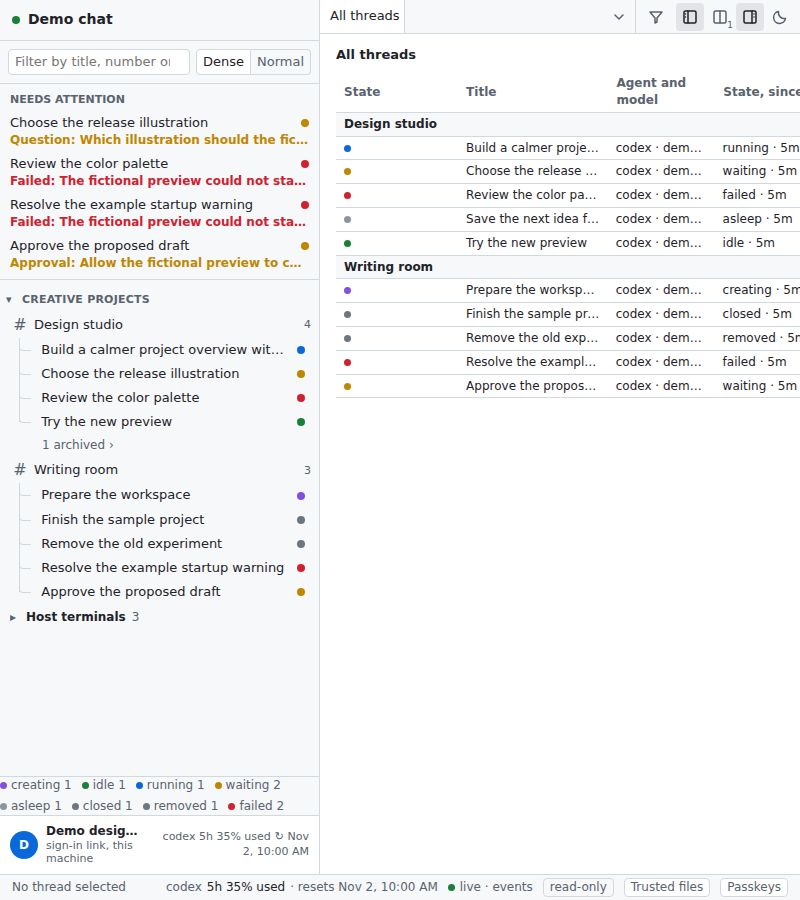 Demo chat
Filter by title, number or
Dense
Normal
NEEDS ATTENTION
Choose the release illustration
Question: Which illustration should the fic…
Review the color palette
Failed: The fictional preview could not sta…
Resolve the example startup warning
Failed: The fictional preview could not sta…
Approve the proposed draft
Approval: Allow the fictional preview to c…
▾ CREATIVE PROJECTS
# Design studio 4
Build a calmer project overview wit…
Choose the release illustration
Review the color palette
Try the new preview
1 archived ›
# Writing room 3
Prepare the workspace
Finish the sample project
Remove the old experiment
Resolve the example startup warning
Approve the proposed draft
▸ Host terminals 3
creating 1 idle 1 running 1 waiting 2
asleep 1 closed 1 removed 1 failed 2
D
Demo desig…
sign-in link, this
machine
codex 5h 35% used ↻ Nov
2, 10:00 AM
All threads
1
All threads
State Title Agent and model State, since
Design studio
Build a calmer proje… codex · dem… running · 5m
Choose the release … codex · dem… waiting · 5m
Review the color pa… codex · dem… failed · 5m
Save the next idea f… codex · dem… asleep · 5m
Try the new preview codex · dem… idle · 5m
Writing room
Prepare the worksp… codex · dem… creating · 5m
Finish the sample pr… codex · dem… closed · 5m
Remove the old exp… codex · dem… removed · 5m
Resolve the exampl… codex · dem… failed · 5m
Approve the propos… codex · dem… waiting · 5m
No thread selected
codex 5h 35% used · resets Nov 2, 10:00 AM
live · events
read-only
Trusted files
Passkeys